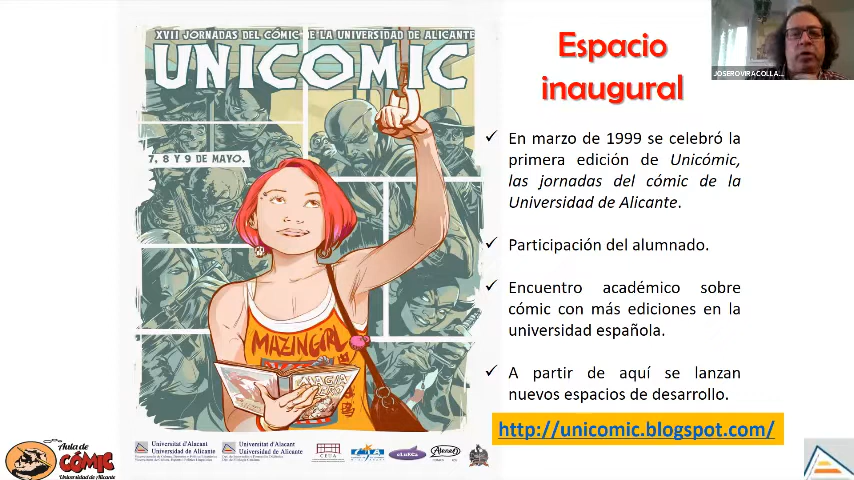 XVII JORNADAS DEL CÓMIC DE LA UNIVERSIDAD DE ALICANTE
UNICOMIC
7, 8 Y 9 DE MAYO.
MAZINGIRL
Universitat d'Alacant
Universidad de Alicante
Universitat d'Alacant
Universidad de Alicante
CEUA
Ateneo
Espacio
inaugural
JOSEROVIRACOLLA...
✓ En marzo de 1999 se celebró la
primera edición de Unicómic,
las jornadas del cómic de la
Universidad de Alicante.
✓ Participación del alumnado.
✓ Encuentro académico sobre
cómic con más ediciones en la
universidad española.
✓ A partir de aquí se lanzan
nuevos espacios de desarrollo.
http://unicomic.blogspot.com/
Aula de
CÓMIC
Universidad de Alicante